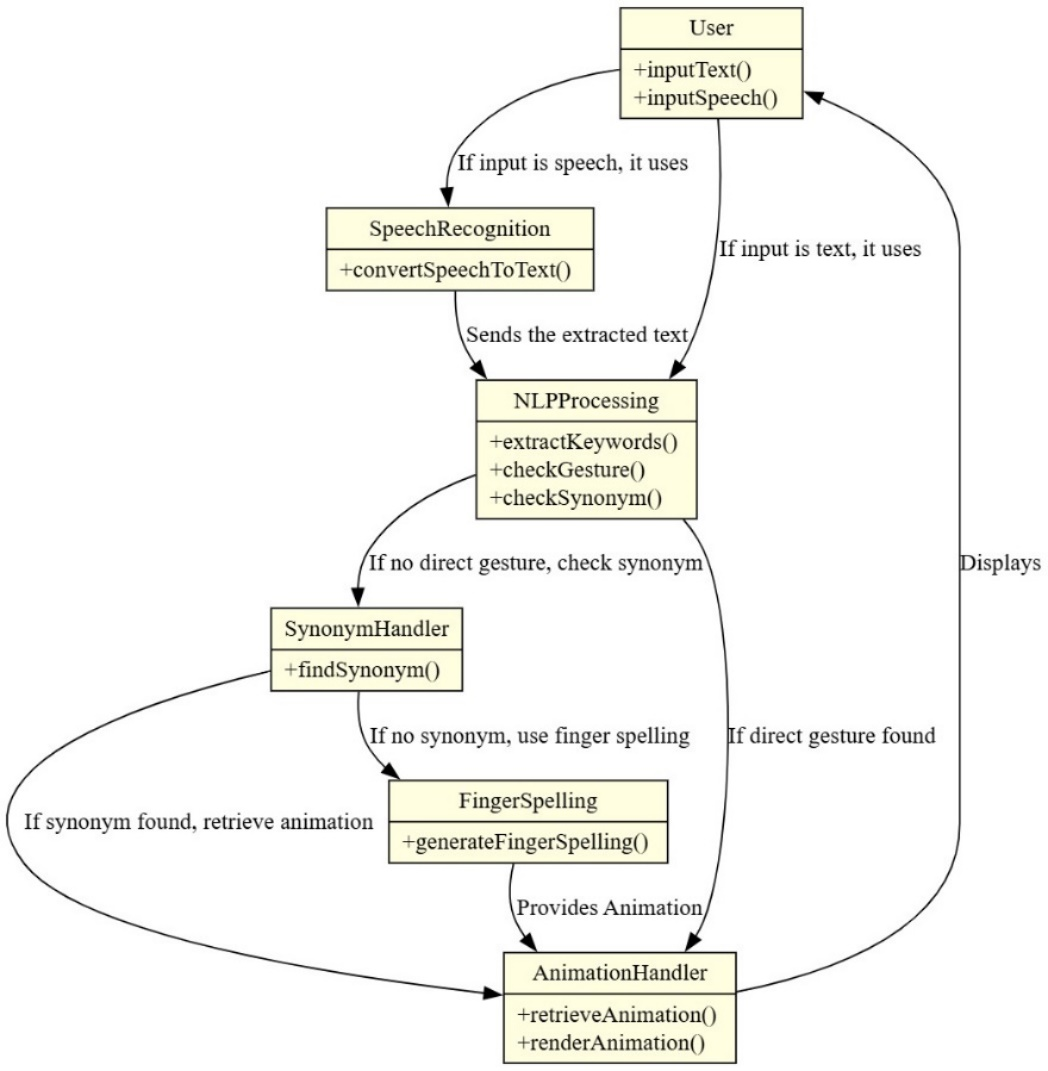 User
+inputText()
+inputSpeech()
If input is speech, it uses
SpeechRecognition
+convertSpeechToText()
If input is text, it uses
Sends the extracted text
NLPProcessing
+extractKeywords()
+checkGesture()
+checkSynonym()
If no direct gesture, check synonym
Displays
SynonymHandler
+findSynonym()
If no synonym, use finger spelling
If direct gesture found
FingerSpelling
+generateFingerSpelling()
If synonym found, retrieve animation
Provides Animation
AnimationHandler
+retrieveAnimation()
+renderAnimation()